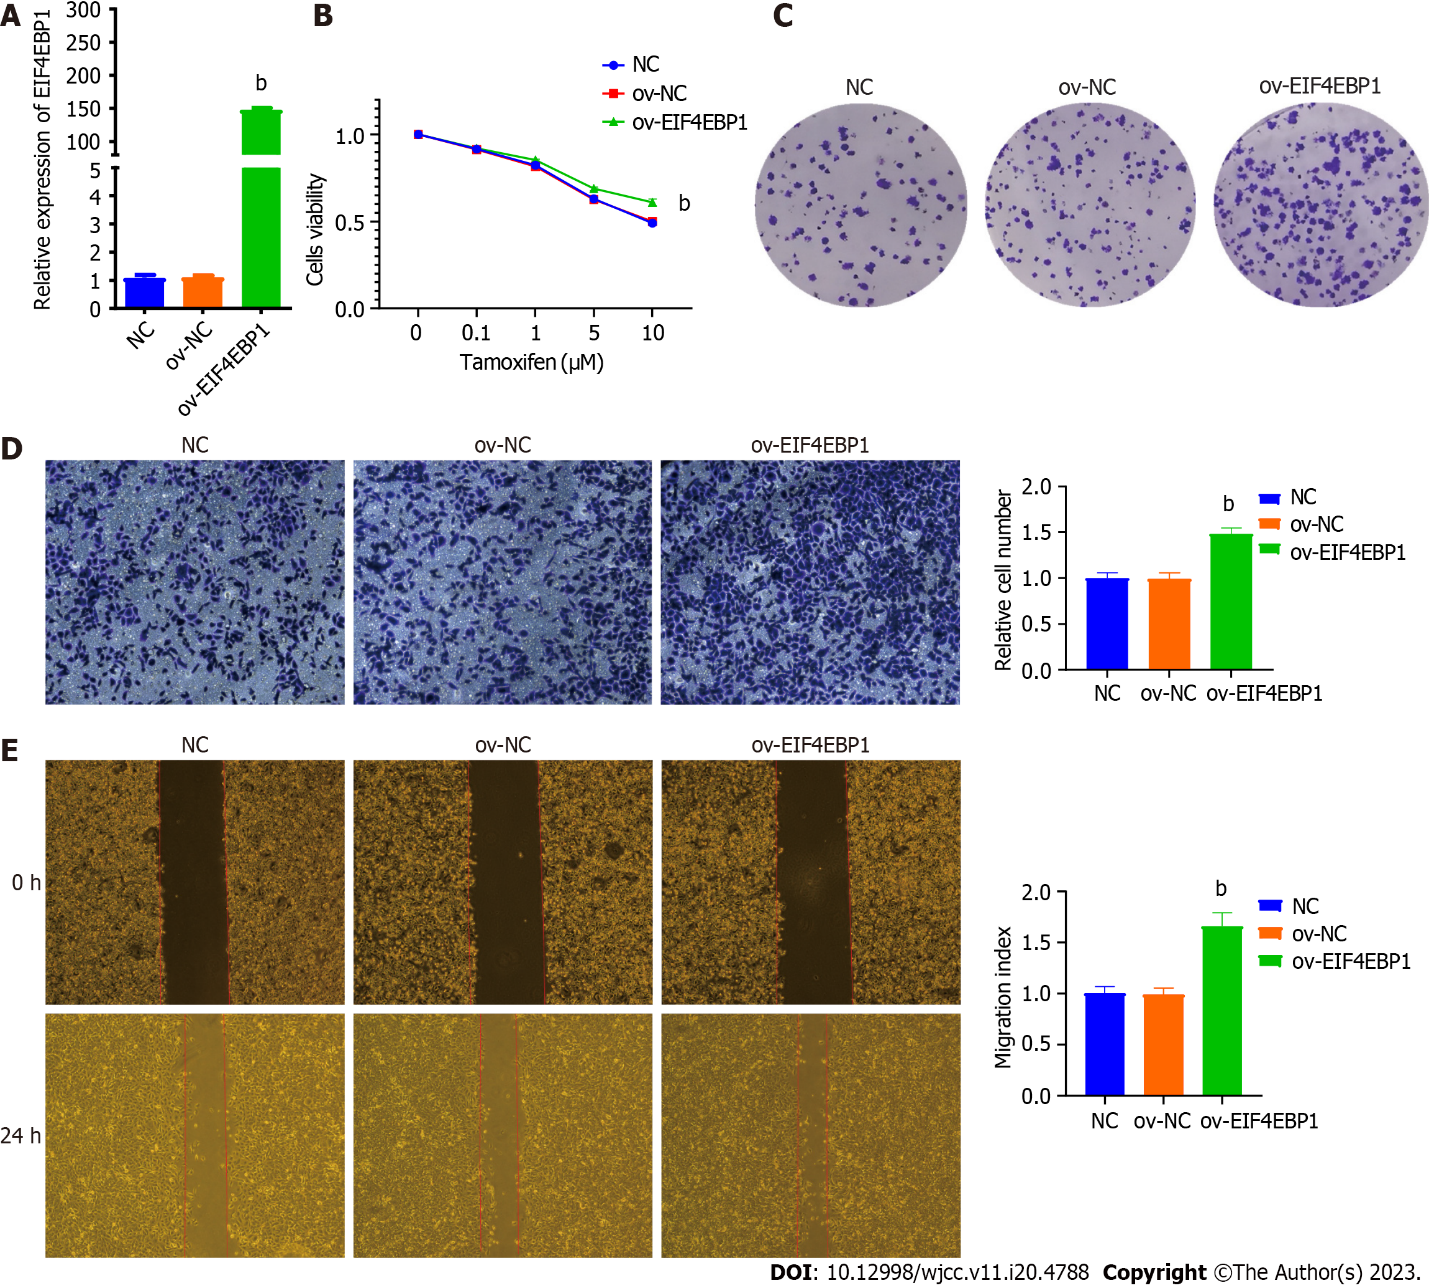 A
Relative expression of EIF4EBP1
300
250
200
150
100
5
4
3
2
1
0
b
NC
ov-NC
ov-EIF4EBP1
B
NC
ov-NC
ov-EIF4EBP1
Cells viablity
1.0
0.5
0.0
b
0 0.1 1 5 10
Tamoxifen (µM)
C
NC ov-NC ov-EIF4EBP1
D
NC ov-NC ov-EIF4EBP1
Relative cell number
2.0
1.5
1.0
0.5
0.0
b
NC
ov-NC
ov-EIF4EBP1
NC ov-NC ov-EIF4EBP1
E
NC ov-NC ov-EIF4EBP1
0 h
24 h
Migration index
2.0
1.5
1.0
0.5
0.0
b
NC
ov-NC
ov-EIF4EBP1
NC ov-NC ov-EIF4EBP1
DOI: 10.12998/wjcc.v11.i20.4788 Copyright ©The Author(s) 2023.